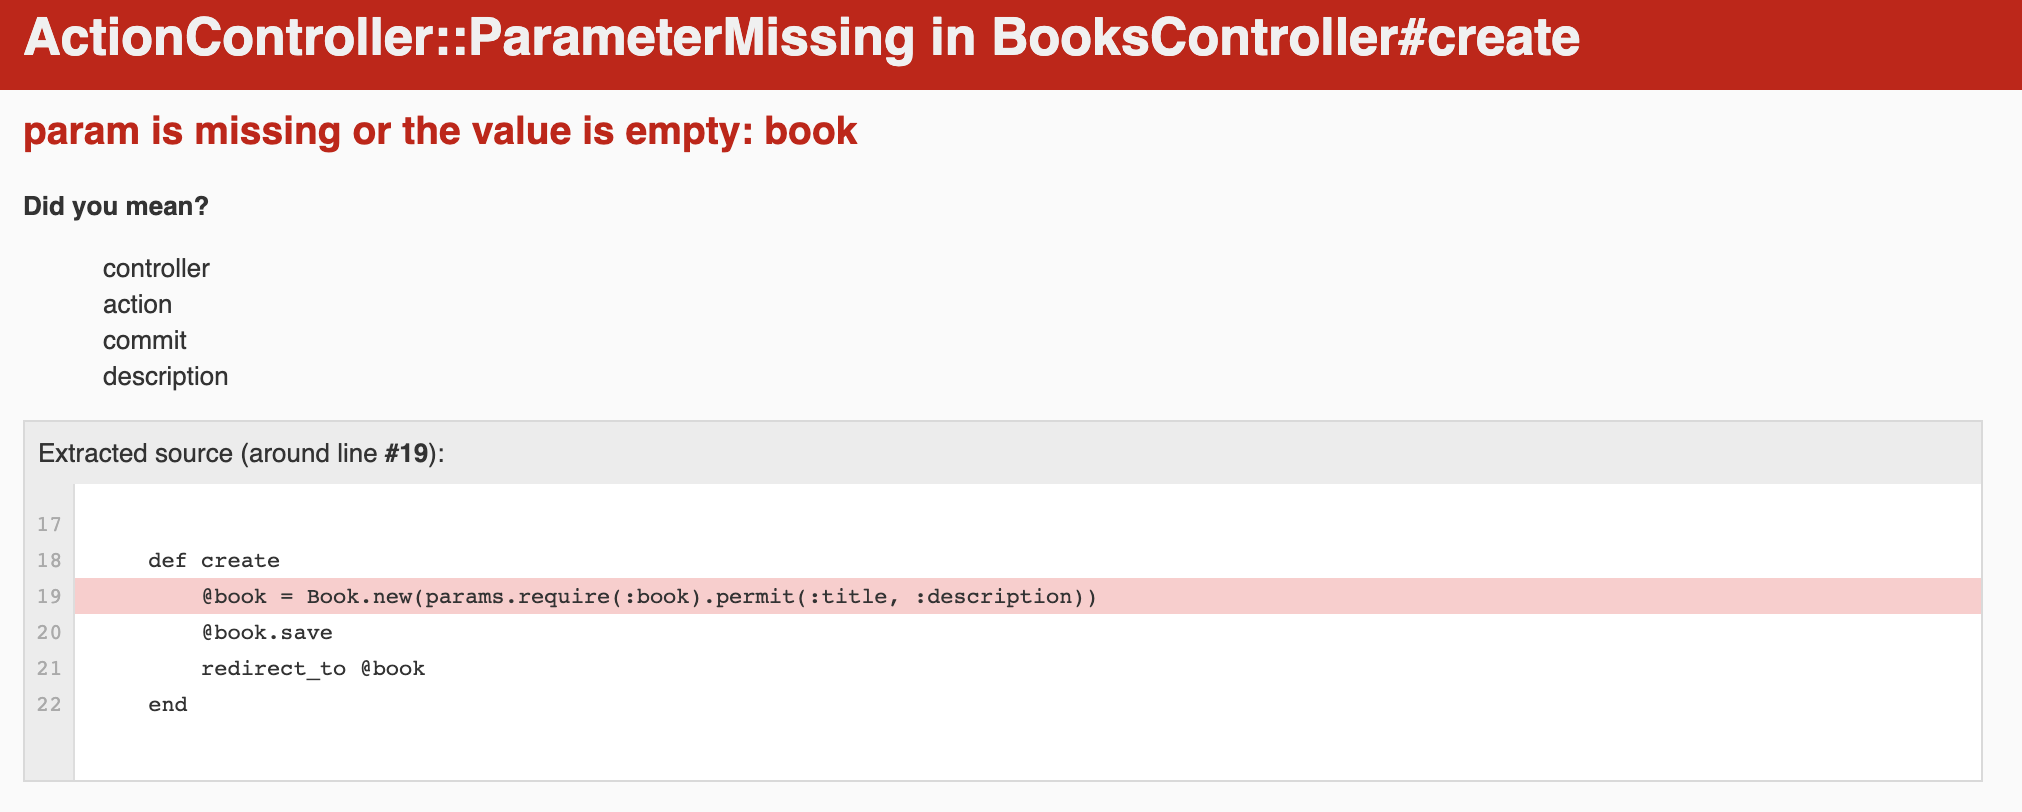 ActionController::ParameterMissing in BooksController#create
param is missing or the value is empty: book
Did you mean?
controller
action
commit
description
Extracted source (around line #19):
17
18 def create
19 @book = Book.new(params.require(:book).permit(:title, :description))
20 @book.save
21 redirect_to @book
22 end